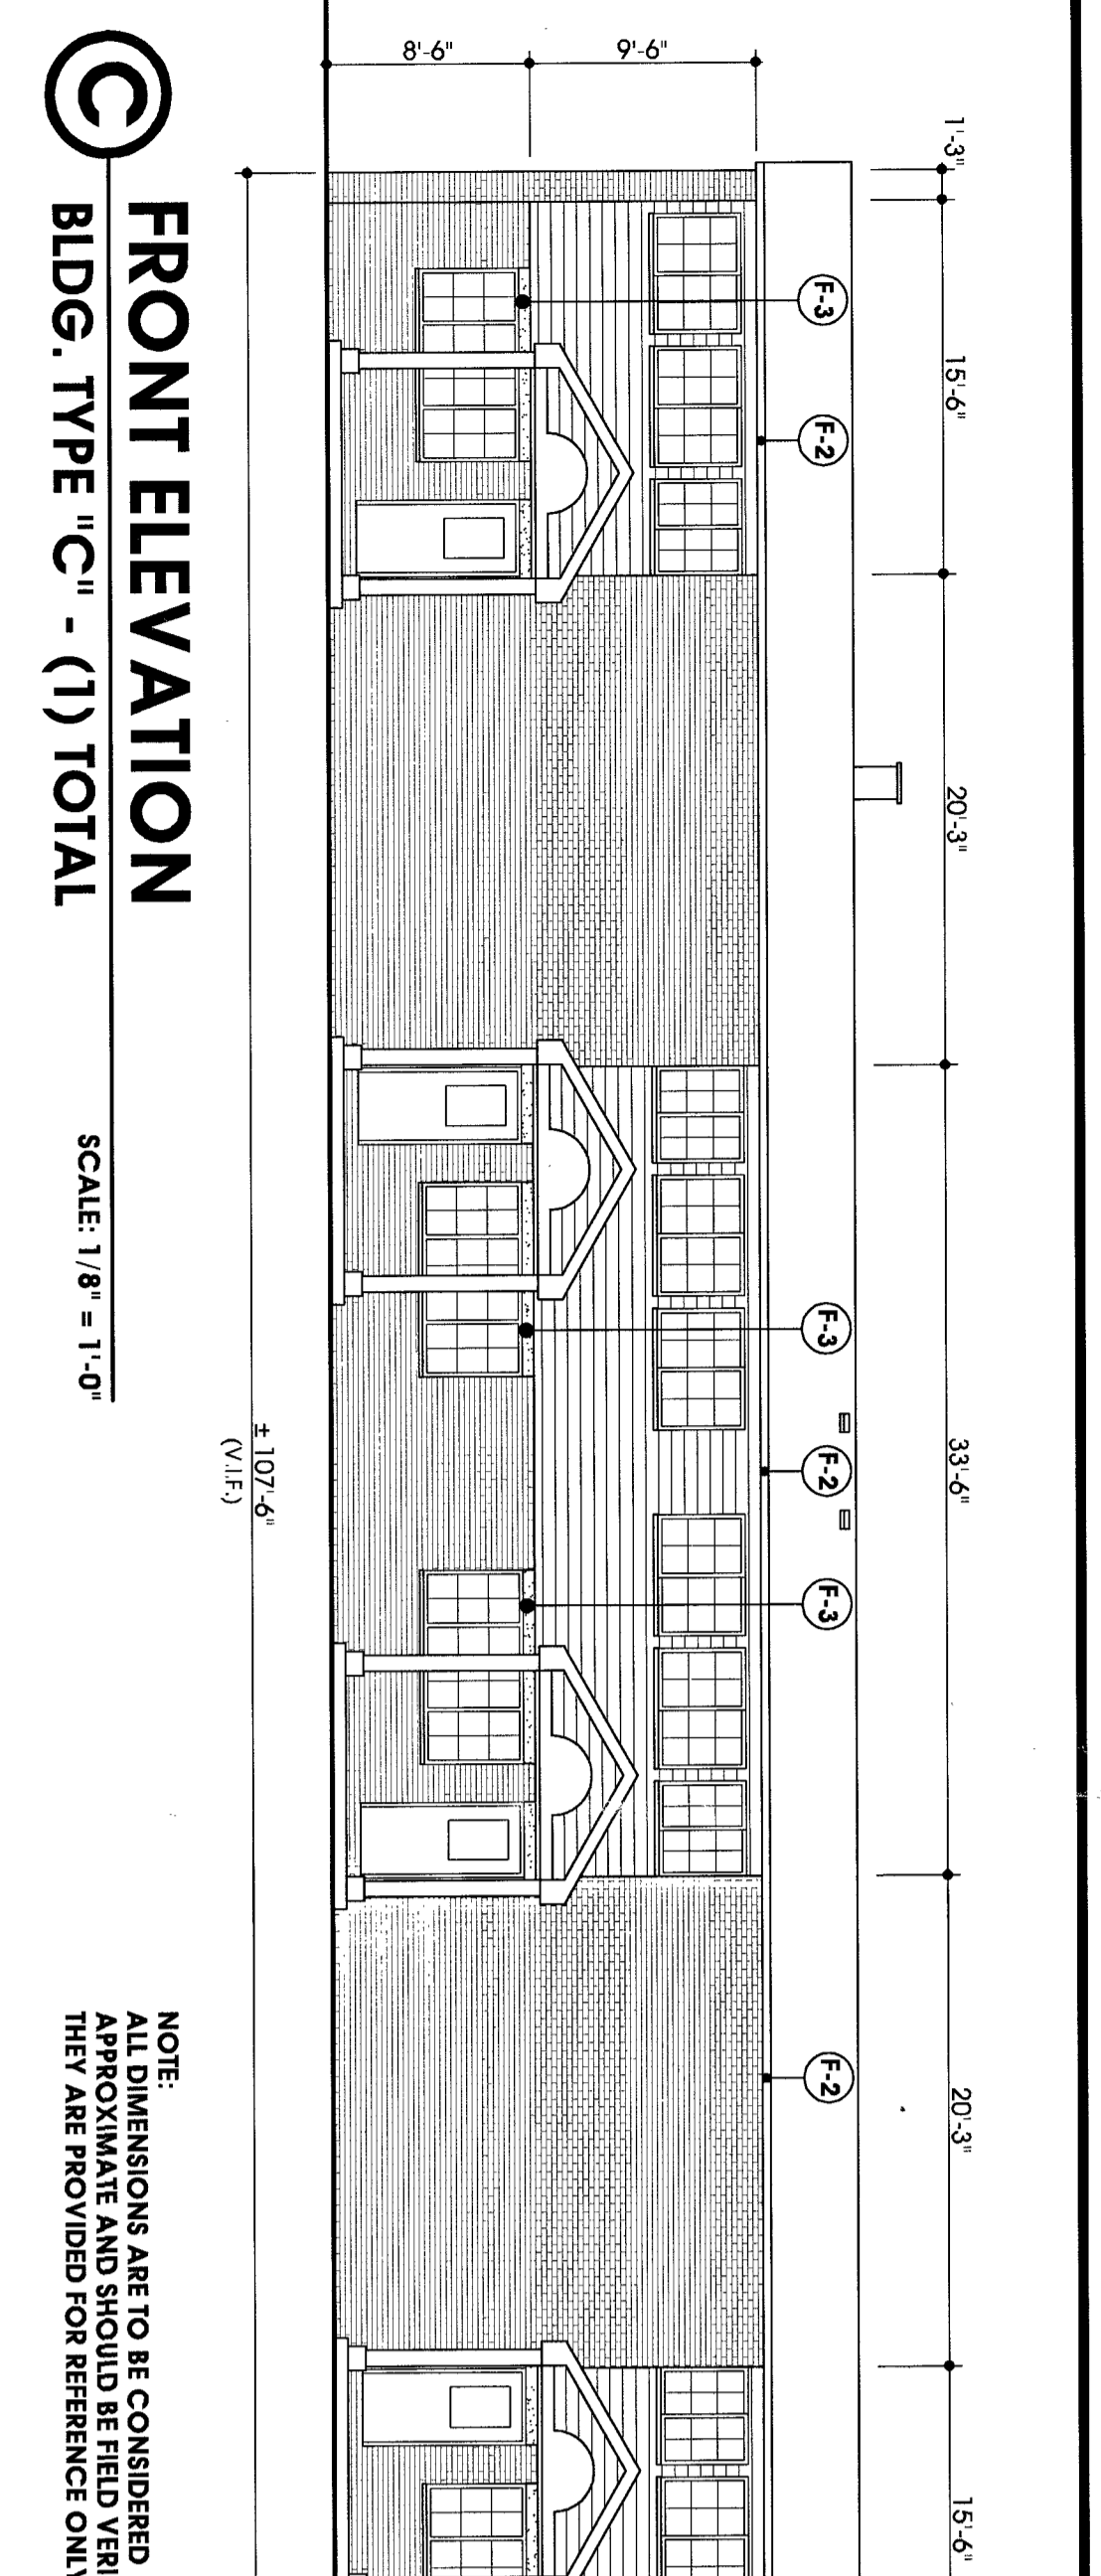 1'-3"
15'-6"
20'-3"
33'-6"
20'-3"
15'-6"
F-3
F-2
F-3
F-2
F-3
F-2
9'-6"
8'-6"
± 107'-6"
(V.I.F.)
C
FRONT ELEVATION
BLDG. TYPE "C" - (1) TOTAL
SCALE: 1/8" = 1'-0"
NOTE:
ALL DIMENSIONS ARE TO BE CONSIDERED
APPROXIMATE AND SHOULD BE FIELD VERI
THEY ARE PROVIDED FOR REFERENCE ONLY